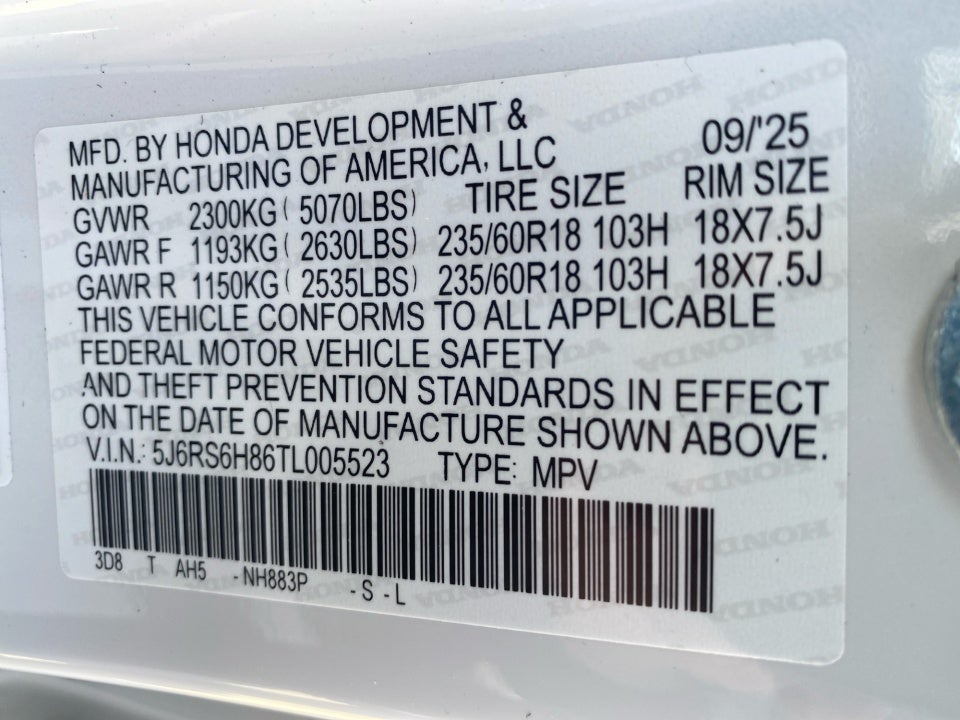 MFD. BY HONDA DEVELOPMENT &
MANUFACTURING OF AMERICA, LLC 09/'25
GVWR 2300KG ( 5070LBS) TIRE SIZE RIM SIZE
GAWR F 1193KG ( 2630LBS) 235/60R18 103H 18X7.5J
GAWR R 1150KG ( 2535LBS) 235/60R18 103H 18X7.5J
THIS VEHICLE CONFORMS TO ALL APPLICABLE
FEDERAL MOTOR VEHICLE SAFETY
AND THEFT PREVENTION STANDARDS IN EFFECT
ON THE DATE OF MANUFACTURE SHOWN ABOVE.
V.I.N.: 5J6RS6H86TL005523 TYPE: MPV
3D8 T AH5 -NH883P -S-L